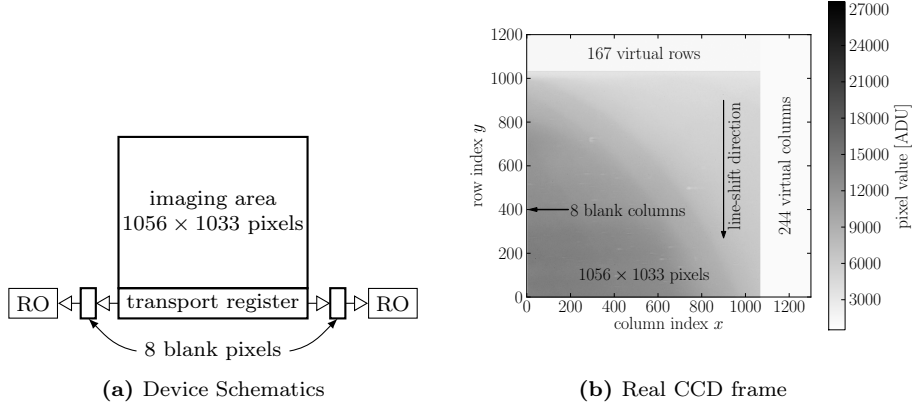 imaging area
1056 × 1033 pixels
RO
transport register
RO
8 blank pixels
(a) Device Schematics
1200
1000
800
600
400
200
0
row index y
167 virtual rows
line-shift direction
244 virtual columns
8 blank columns
1056 × 1033 pixels
0 200 400 600 800 1000 1200
column index x
27000
24000
21000
18000
15000
12000
9000
6000
3000
pixel value [ADU]
(b) Real CCD frame